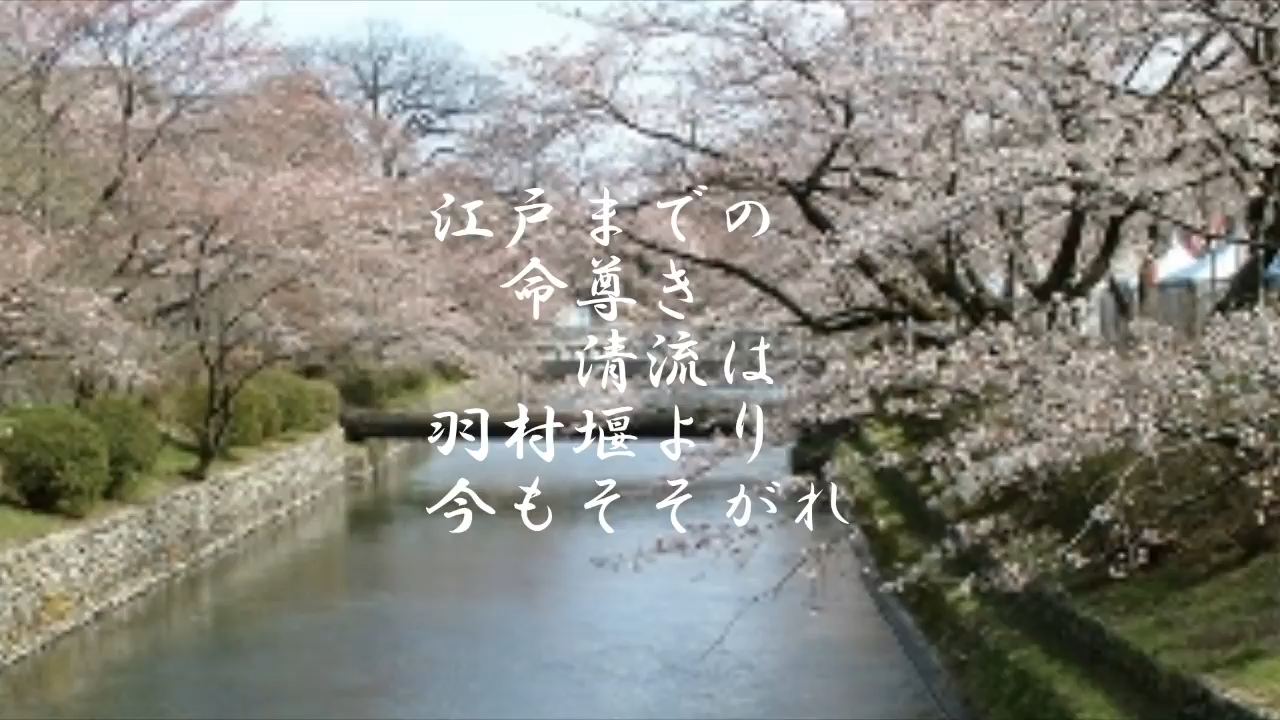 江戸までの
命尊き
清流は
羽村堰より
今もそそがれ